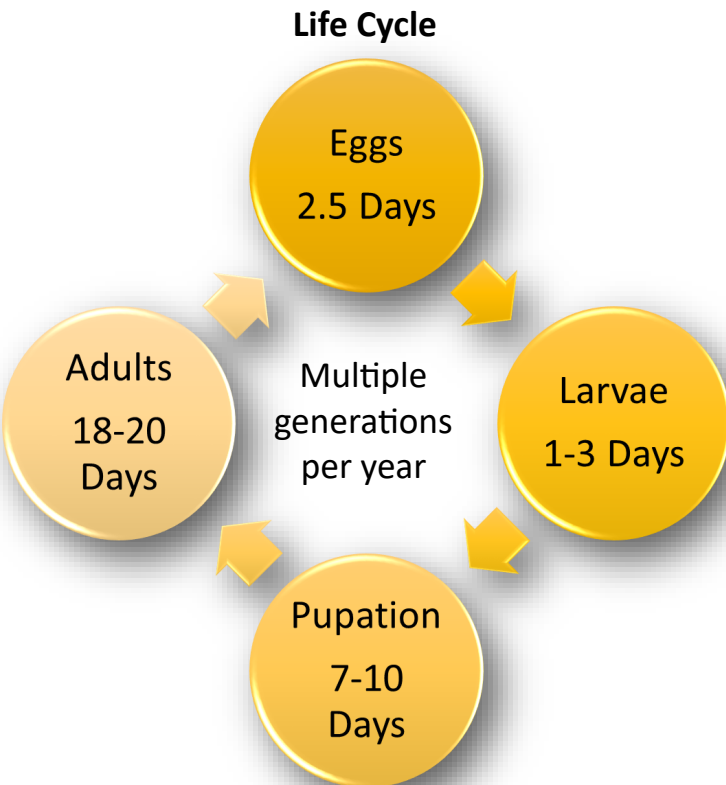 Life Cycle
Eggs
2.5 Days
Larvae
1-3 Days
Pupation
7-10
Days
Adults
18-20
Days
Multiple
generations
per year